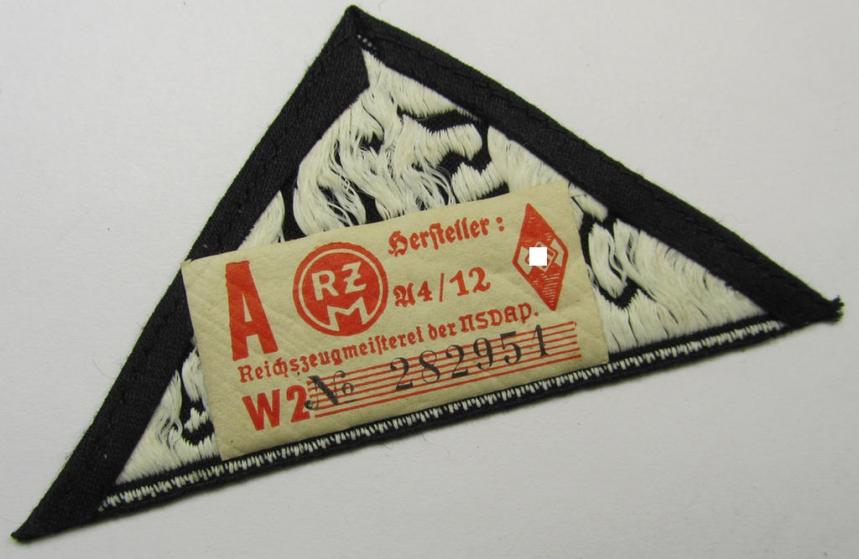 A
RZM
Hersteller:
A4/12
Reichszeugmeisterei der NSDAP.
W2 № 282951